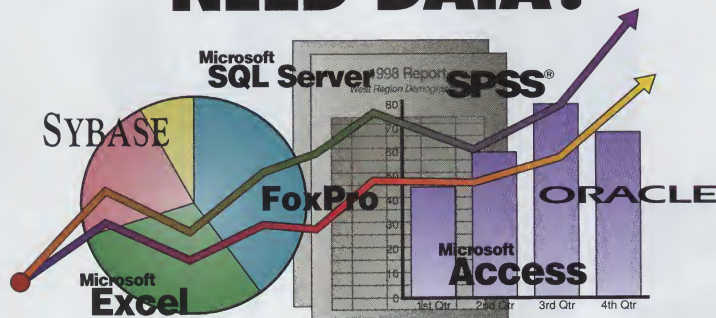 NEED DATA?
Microsoft
SQL Server
1998 Report
West Region Demographics
SPSS®
SYBASE
FoxPro
ORACLE
Microsoft
Access
Microsoft
Excel
80
70
60
50
40
30
20
10
0
1st Qtr 2nd Qtr 3rd Qtr 4th Qtr